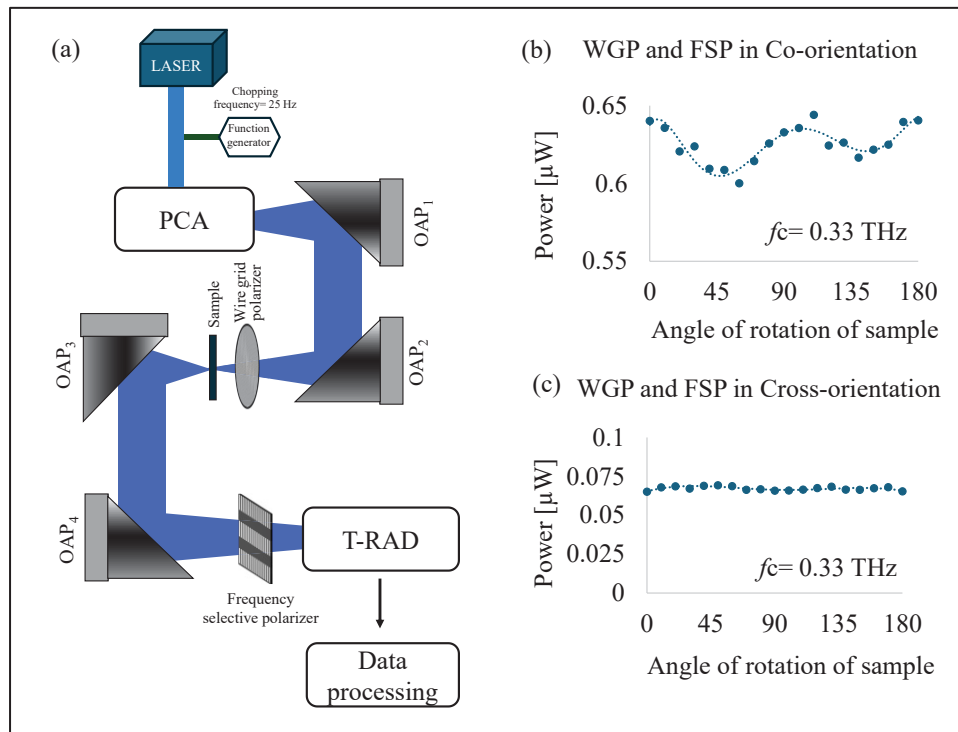 (a)
LASER
Chopping
frequency= 25 Hz
Function
generator
PCA
OAP1
Wire grid
polarizer
Sample
OAP2
OAP3
OAP4
T-RAD
Frequency
selective polarizer
Data
processing
(b) WGP and FSP in Co-orientation
Power [µW]
0.65
0.6
0.55
fc= 0.33 THz
0 45 90 135 180
Angle of rotation of sample
(c) WGP and FSP in Cross-orientation
Power [µW]
0.1
0.075
0.05
0.025
0
fc= 0.33 THz
0 45 90 135 180
Angle of rotation of sample